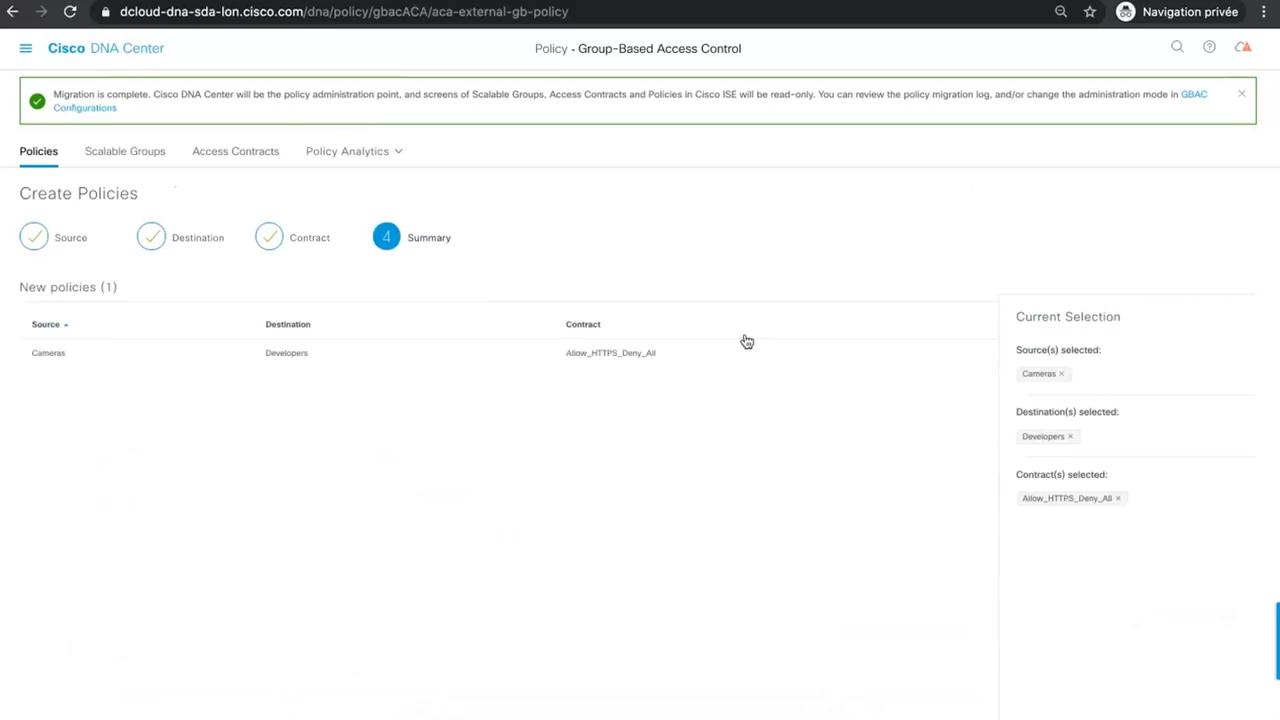 dcloud-dna-sda-lon.cisco.com/dna/policy/gbacACA/aca-external-gb-policy
Navigation privée
Cisco DNA Center
Policy - Group-Based Access Control
Migration is complete. Cisco DNA Center will be the policy administration point, and screens of Scalable Groups, Access Contracts and Policies in Cisco ISE will be read-only. You can review the policy migration log, and/or change the administration mode in GBAC
Configurations
Policies
Scalable Groups
Access Contracts
Policy Analytics
Create Policies
Source
Destination
Contract
4 Summary
New policies (1)
Source
Destination
Contract
Cameras
Developers
Allow_HTTPS_Deny_All
Current Selection
Source(s) selected:
Cameras ×
Destination(s) selected:
Developers ×
Contract(s) selected:
Allow_HTTPS_Deny_All ×